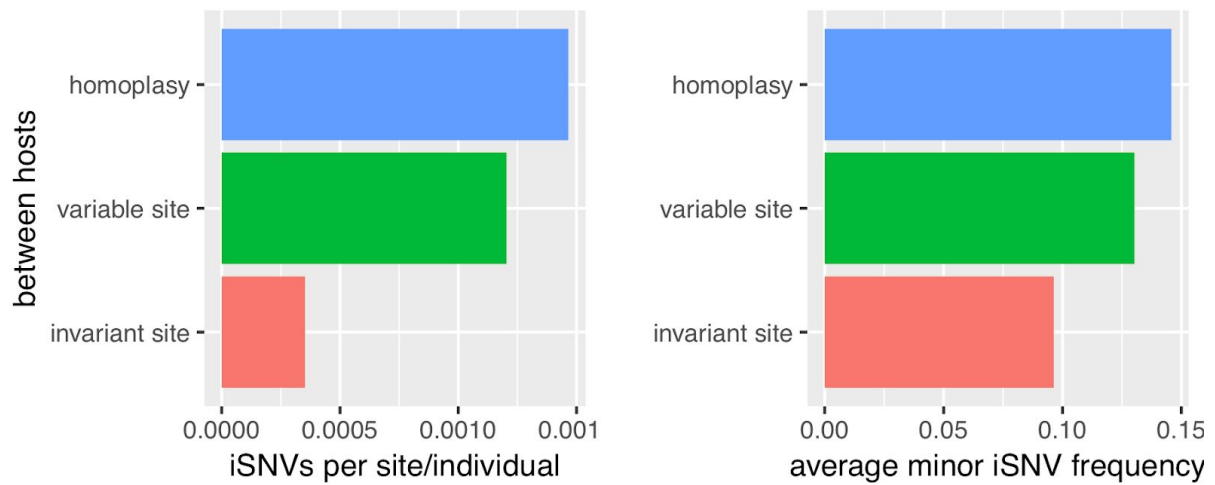 between hosts
homoplasy
variable site
invariant site
0.0000 0.0005 0.0010 0.001
iSNVs per site/individual
homoplasy
variable site
invariant site
0.00 0.05 0.10 0.15
average minor iSNV frequency